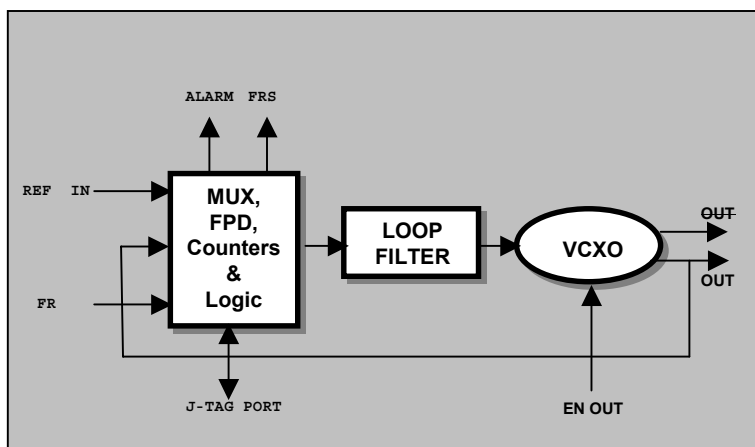 ALARM FRS
REF IN
MUX,
FPD,
Counters
&
Logic
LOOP
FILTER
VCXO
OUT
OUT
FR
J-TAG PORT
EN OUT